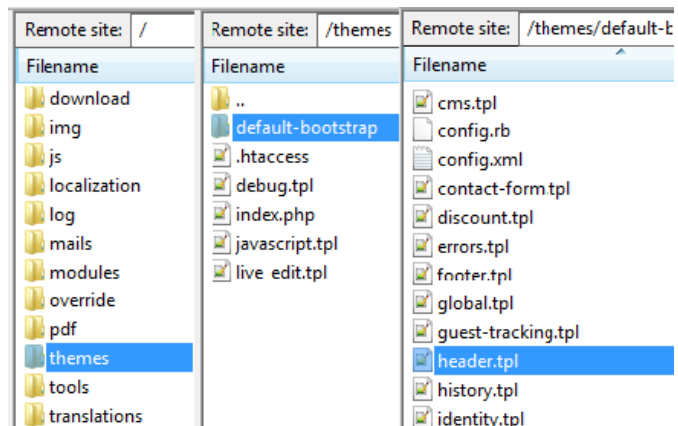 Remote site: /
Filename
download
img
js
localization
log
mails
modules
override
pdf
themes
tools
translations
Remote site: /themes
Filename
..
default-bootstrap
.htaccess
debug.tpl
index.php
javascript.tpl
live_edit.tpl
Remote site: /themes/default-b
Filename
cms.tpl
config.rb
config.xml
contact-form.tpl
discount.tpl
errors.tpl
footer.tpl
global.tpl
guest-tracking.tpl
header.tpl
history.tpl
identity.tpl